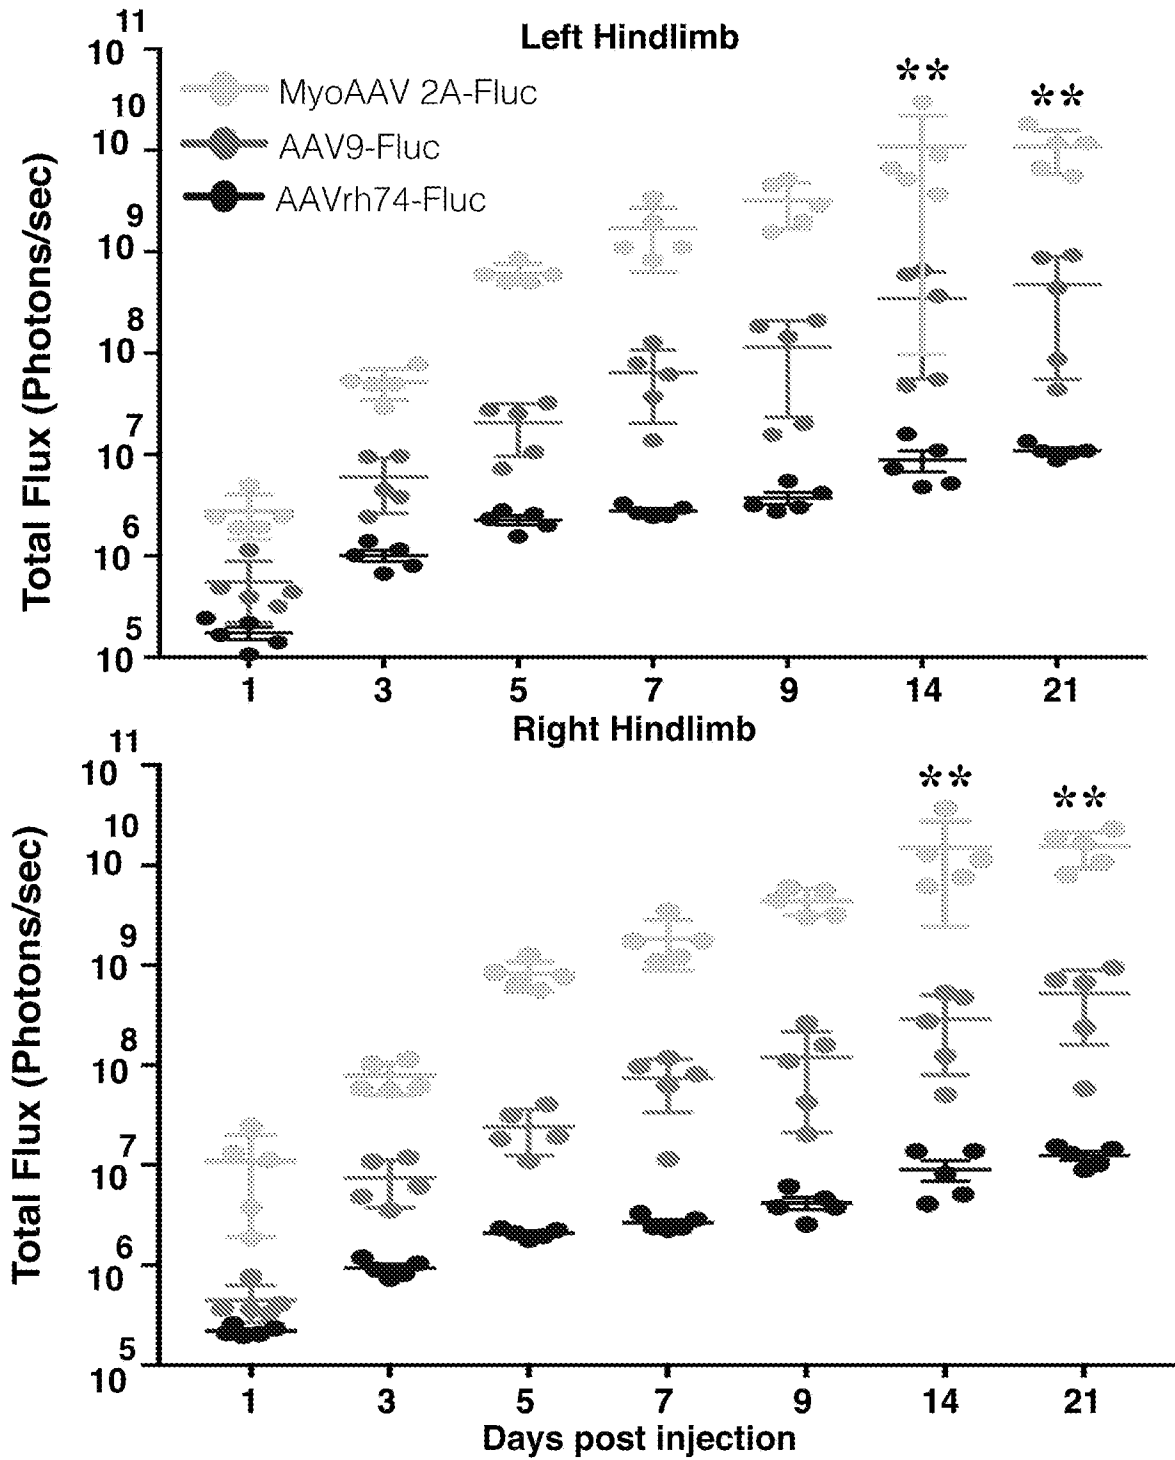 Left Hindlimb
**
**
MyoAAV 2A-Fluc
AAV9-Fluc
AAVrh74-Fluc
Total Flux (Photons/sec)
10 11
10 10
10 9
10 8
10 7
10 6
10 5
1 3 5 7 9 14 21
Right Hindlimb
**
**
Total Flux (Photons/sec)
10 11
10 10
10 9
10 8
10 7
10 6
10 5
1 3 5 7 9 14 21
Days post injection